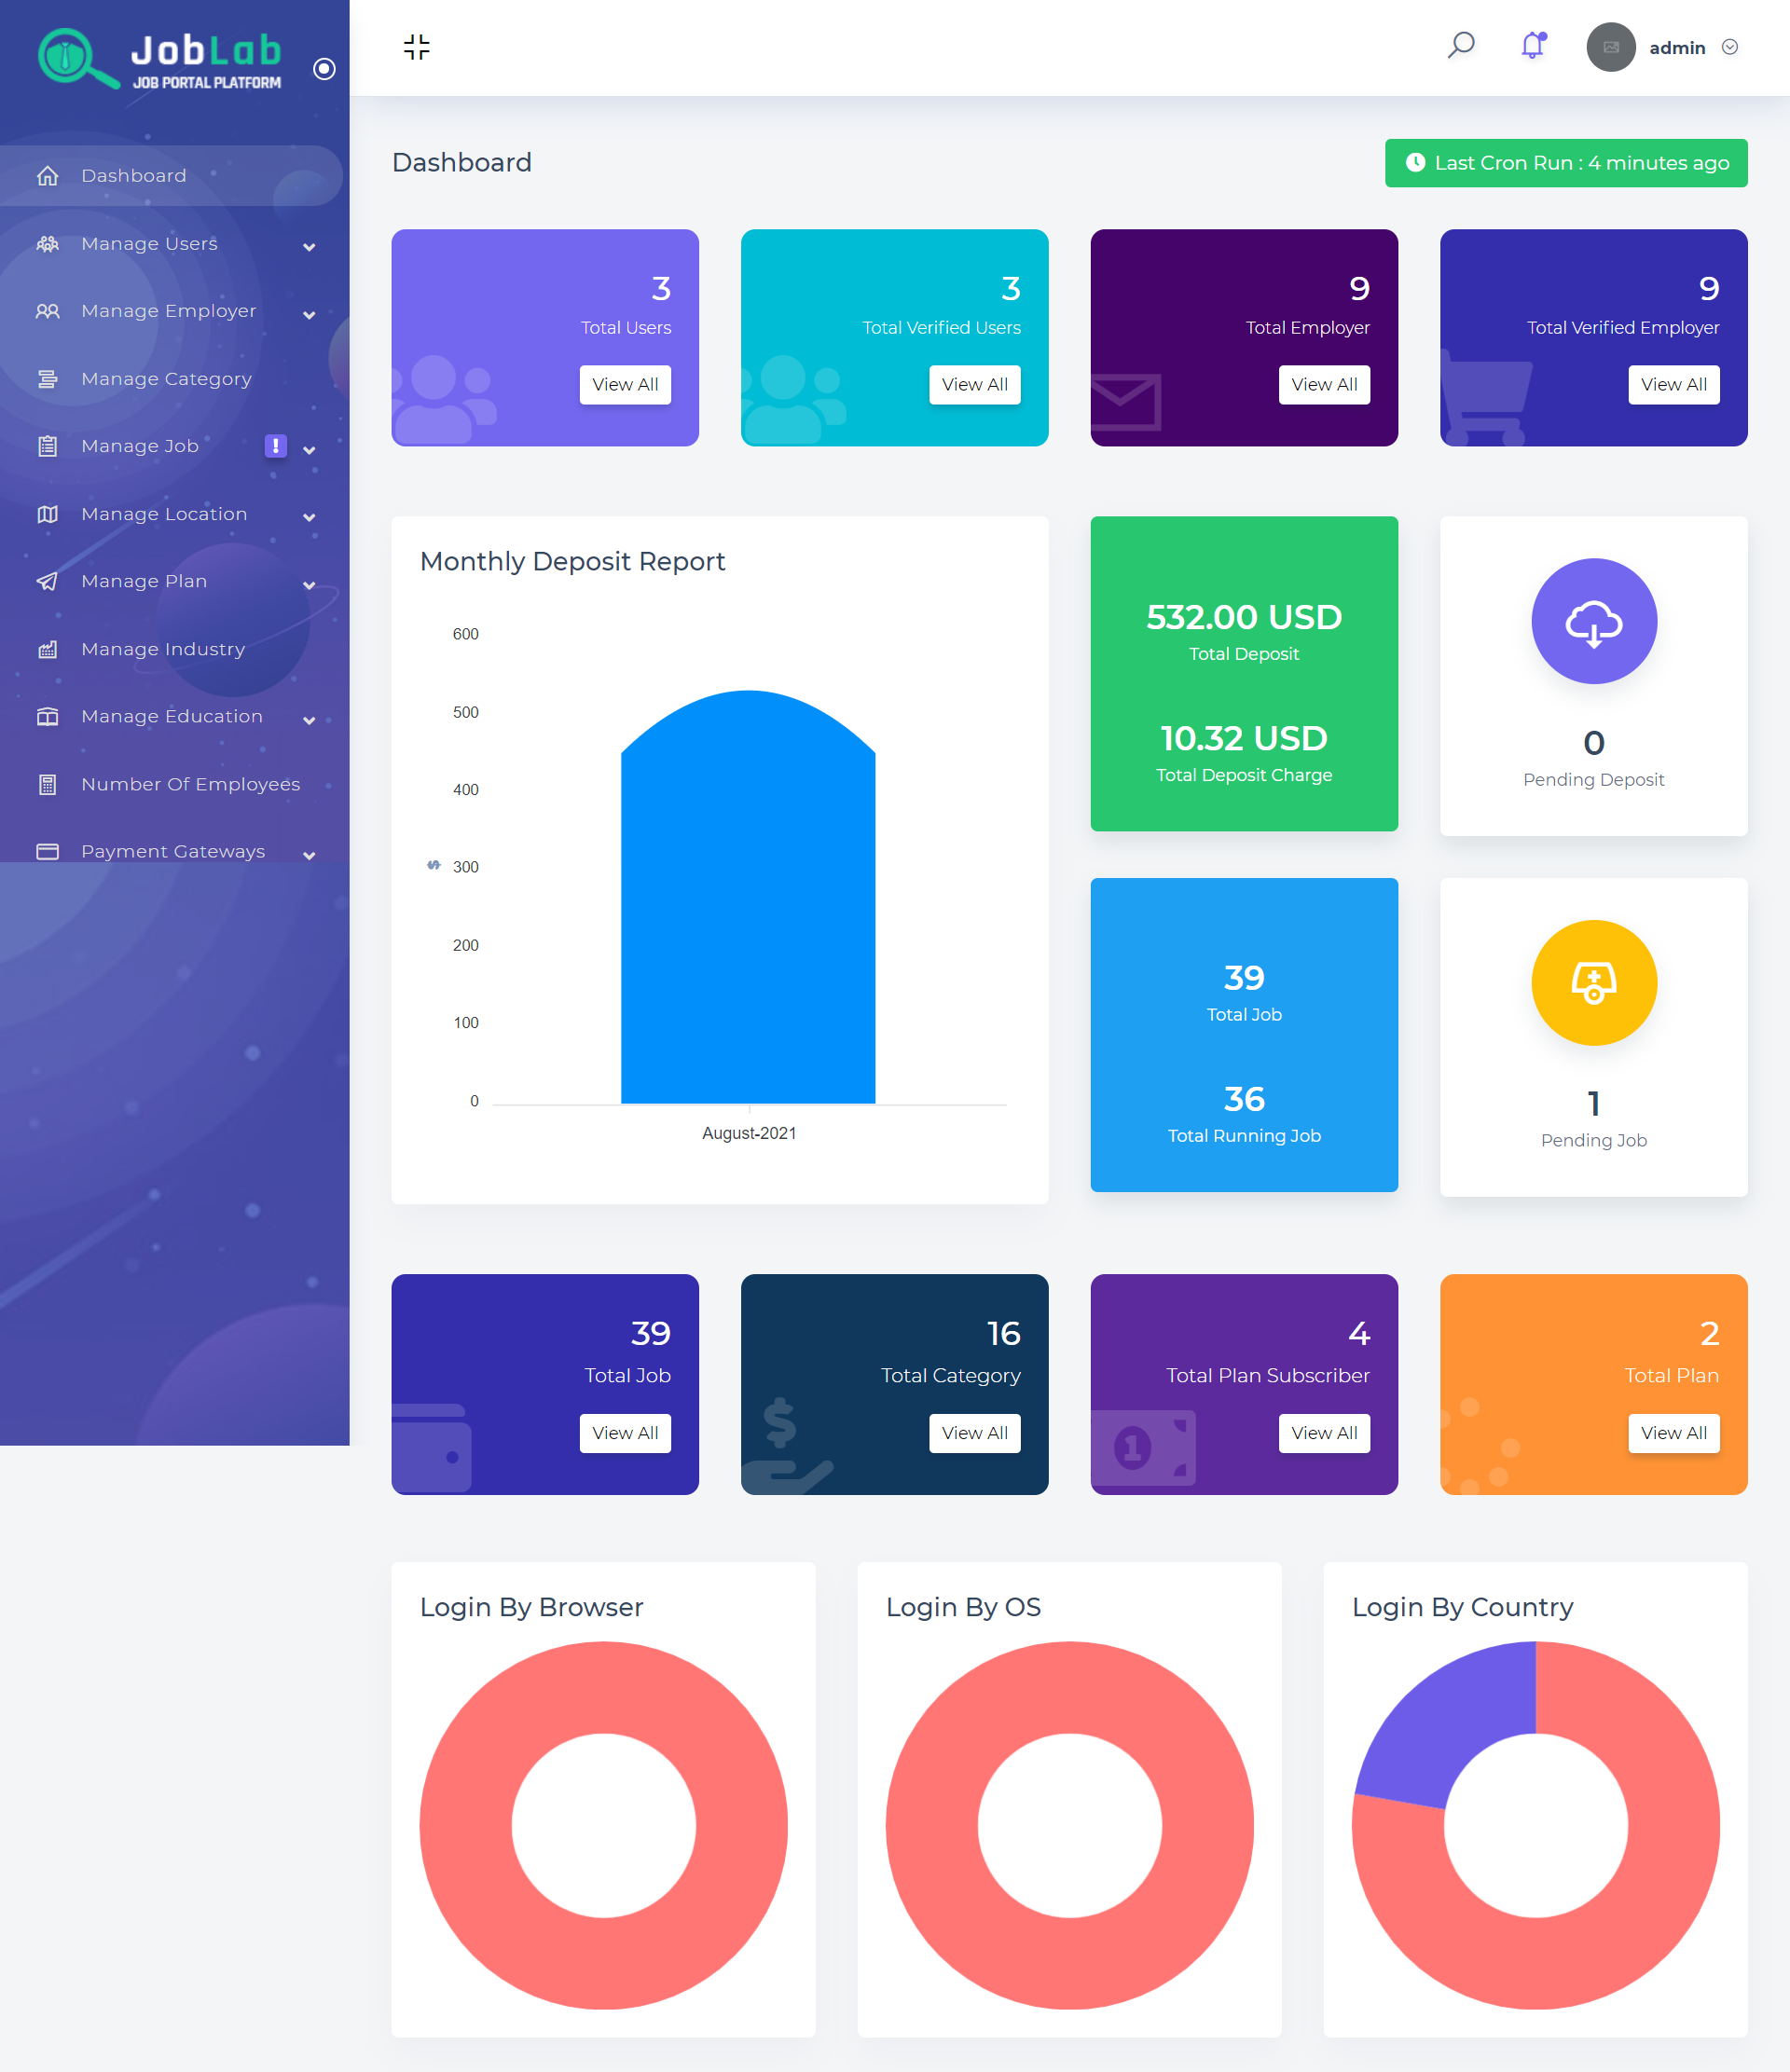 JobLab
JOB PORTAL PLATFORM
Dashboard
Manage Users
Manage Employer
Manage Category
Manage Job
!
Manage Location
Manage Plan
Manage Industry
Manage Education
Number Of Employees
Payment Gateways
admin
Dashboard
Last Cron Run : 4 minutes ago
3
Total Users
View All
3
Total Verified Users
View All
9
Total Employer
View All
9
Total Verified Employer
View All
Monthly Deposit Report
600
500
400
$
300
200
100
0
August-2021
532.00 USD
Total Deposit
10.32 USD
Total Deposit Charge
0
Pending Deposit
39
Total Job
36
Total Running Job
1
Pending Job
39
Total Job
View All
$
16
Total Category
View All
1
4
Total Plan Subscriber
View All
2
Total Plan
View All
Login By Browser
Login By OS
Login By Country